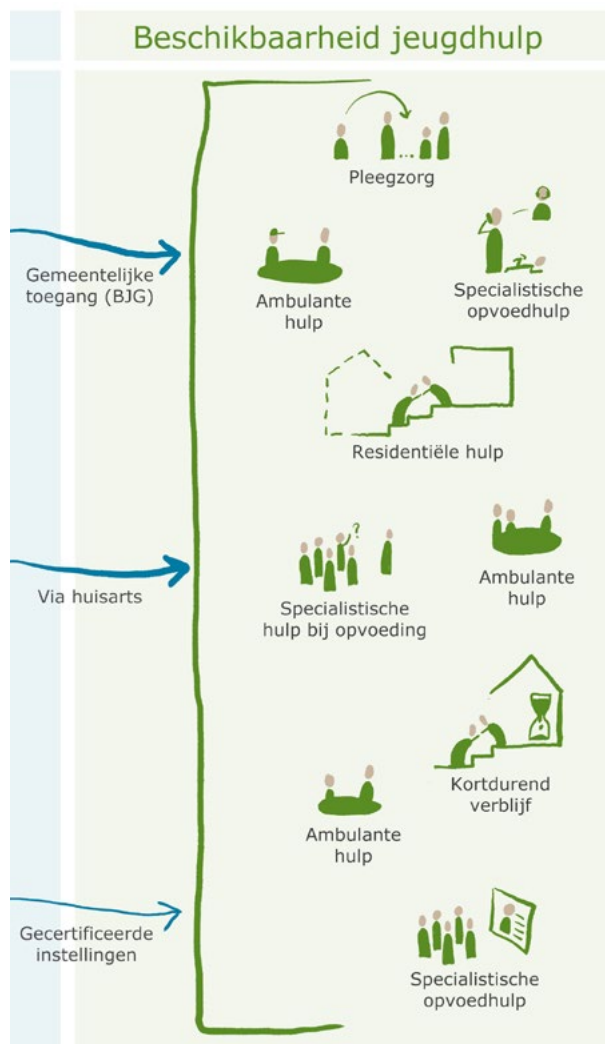 Beschikbaarheid jeugdhulp
Pleegzorg
Gemeentelijke
toegang (BJG)
Ambulante
hulp
Specialistische
opvoedhulp
Residentiële hulp
Via huisarts
Specialistische
hulp bij opvoeding
?
Ambulante
hulp
Kortdurend
verblijf
Ambulante
hulp
Gecertificeerde
instellingen
Specialistische
opvoedhulp